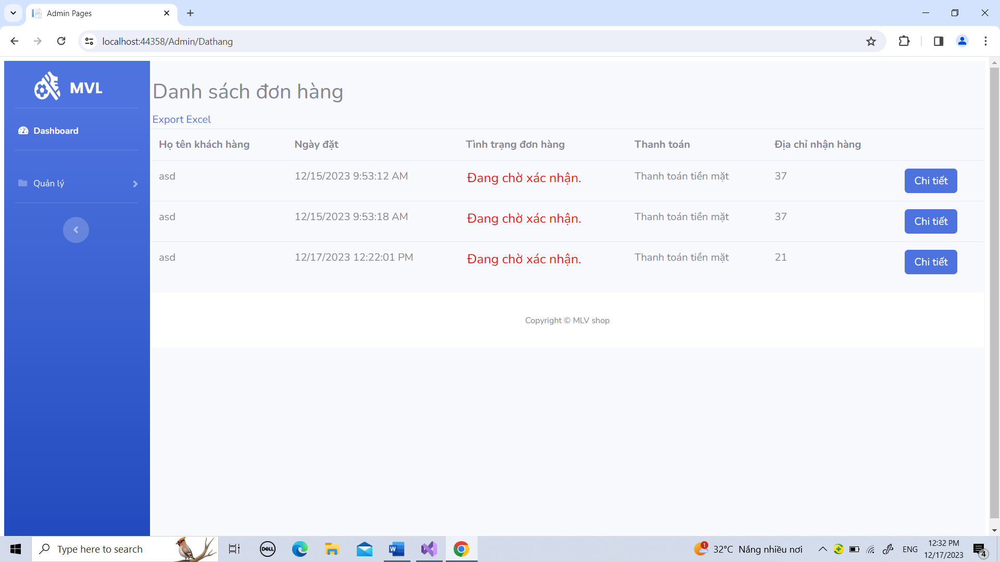 Admin Pages
localhost:44358/Admin/Dathang
MVL
Dashboard
Quản lý
Danh sách đơn hàng
Export Excel
Họ tên khách hàng Ngày đặt Tình trạng đơn hàng Thanh toán Địa chỉ nhận hàng
asd 12/15/2023 9:53:12 AM Đang chờ xác nhận. Thanh toán tiền mặt 37 Chi tiết
asd 12/15/2023 9:53:18 AM Đang chờ xác nhận. Thanh toán tiền mặt 37 Chi tiết
asd 12/17/2023 12:22:01 PM Đang chờ xác nhận. Thanh toán tiền mặt 21 Chi tiết
Copyright © MLV shop
Type here to search
DELL
W
1
32°C Nắng nhiều nơi
ENG
12:32 PM
12/17/2023
4